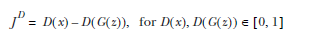 J^D = D(x) – D(G(z)), for D(x), D(G(z)) ∈ [0, 1]